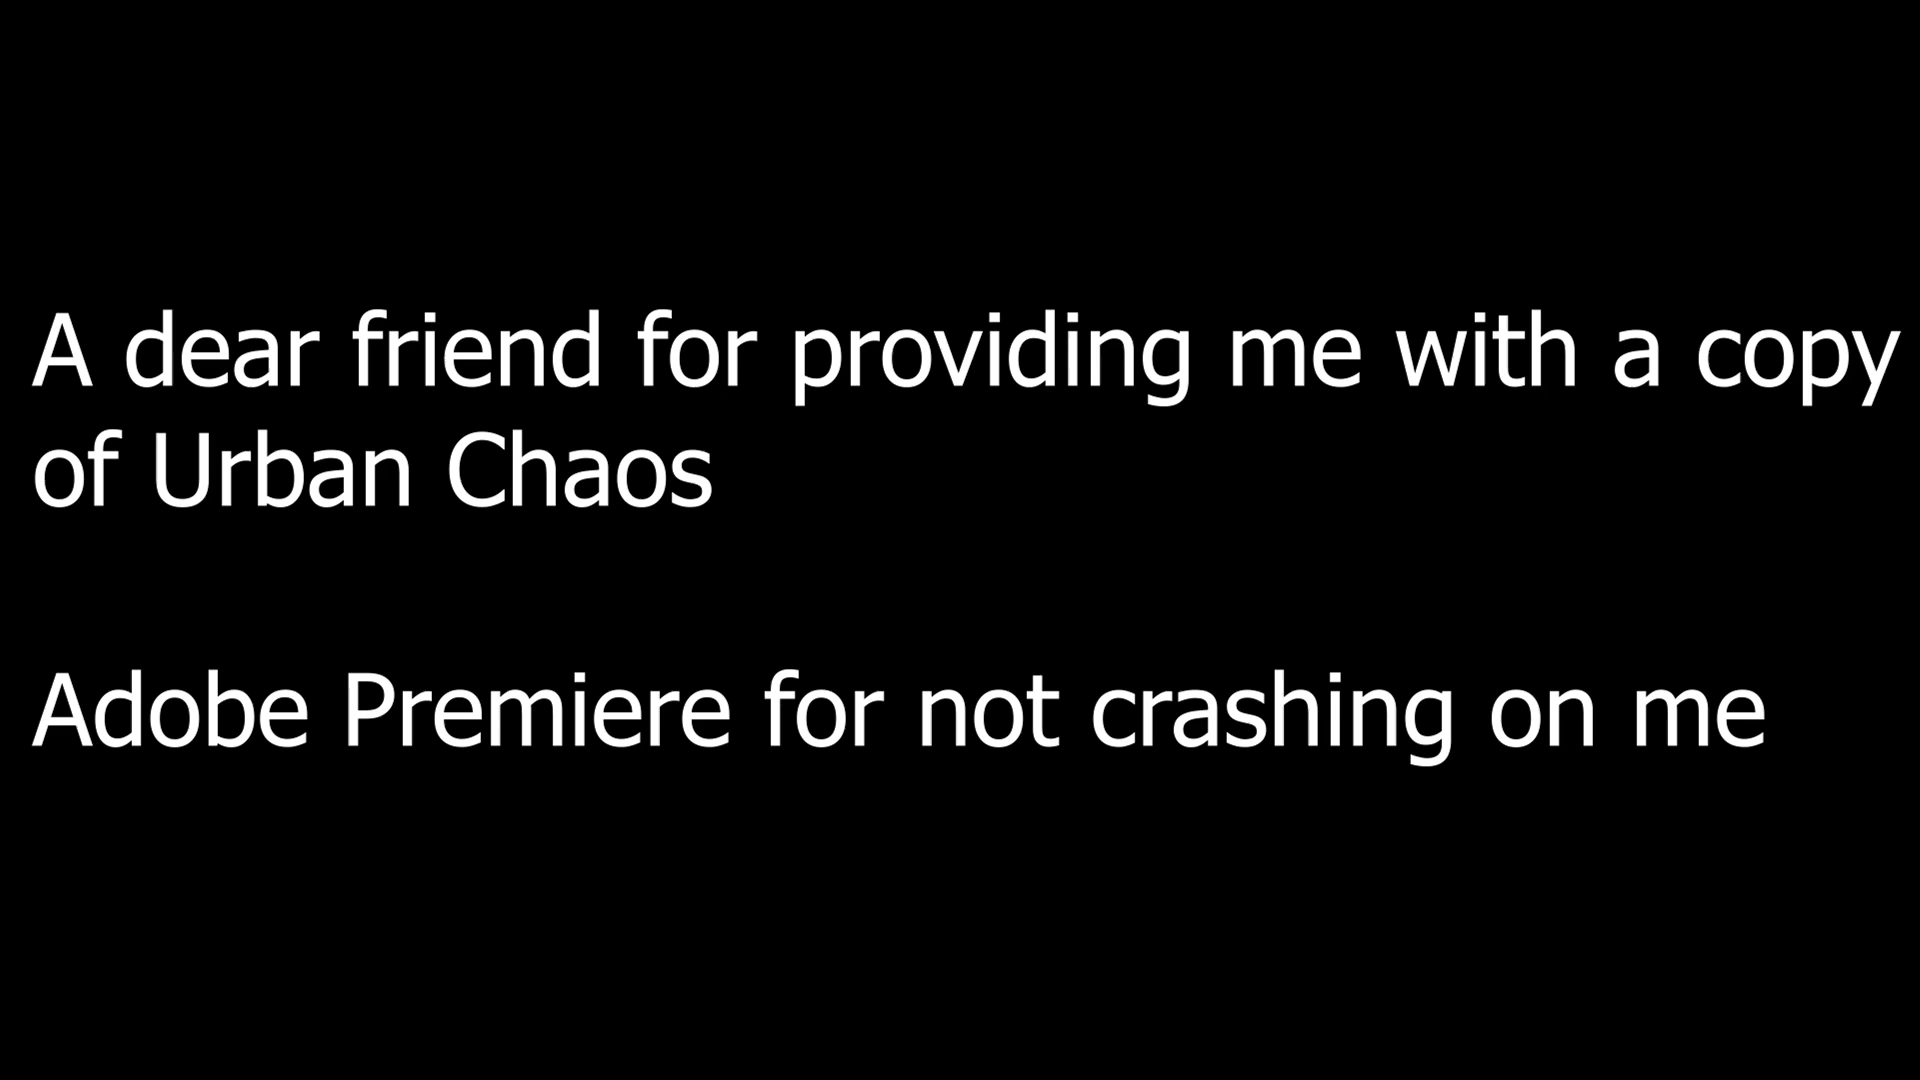 A dear friend for providing me with a copy
of Urban Chaos
Adobe Premiere for not crashing on me